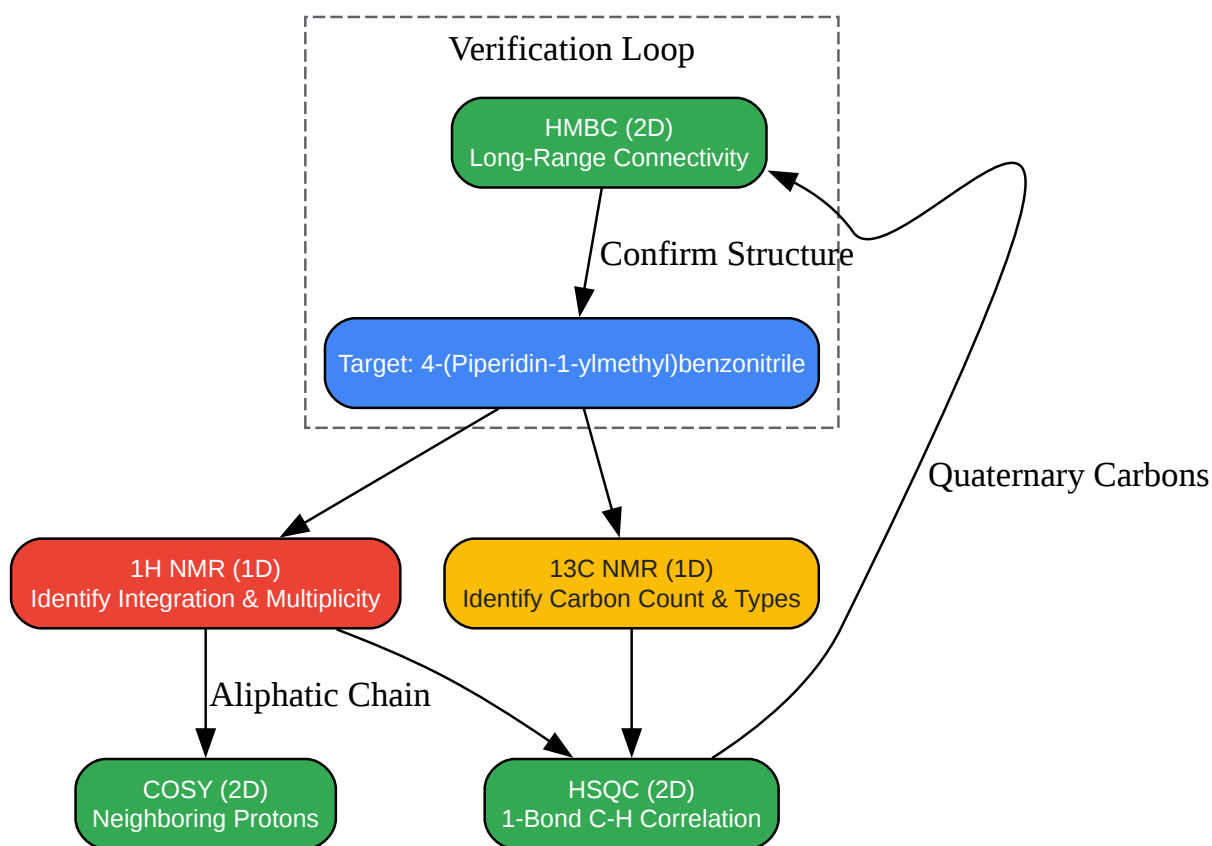 Verification Loop
HMBC (2D)
Long-Range Connectivity
Confirm Structure
Target: 4-(Piperidin-1-ylmethyl)benzonitrile
Quaternary Carbons
1H NMR (1D)
Identify Integration & Multiplicity
13C NMR (1D)
Identify Carbon Count & Types
Aliphatic Chain
COSY (2D)
Neighboring Protons
HSQC (2D)
1-Bond C-H Correlation